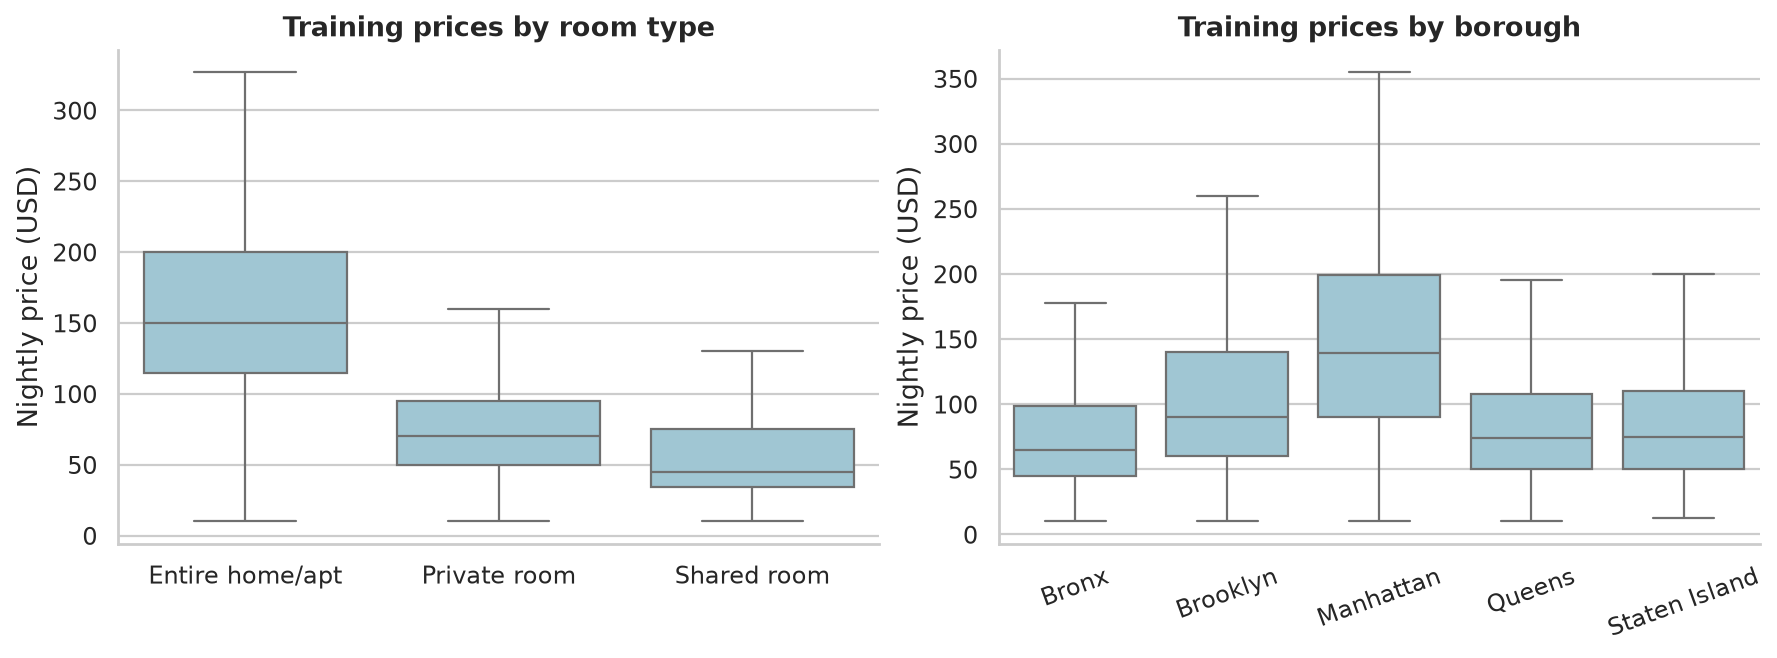 Training prices by room type
Nightly price (USD)
300
250
200
150
100
50
0
Entire home/apt
Private room
Shared room
Training prices by borough
Nightly price (USD)
350
300
250
200
150
100
50
0
Bronx
Brooklyn
Manhattan
Queens
Staten Island